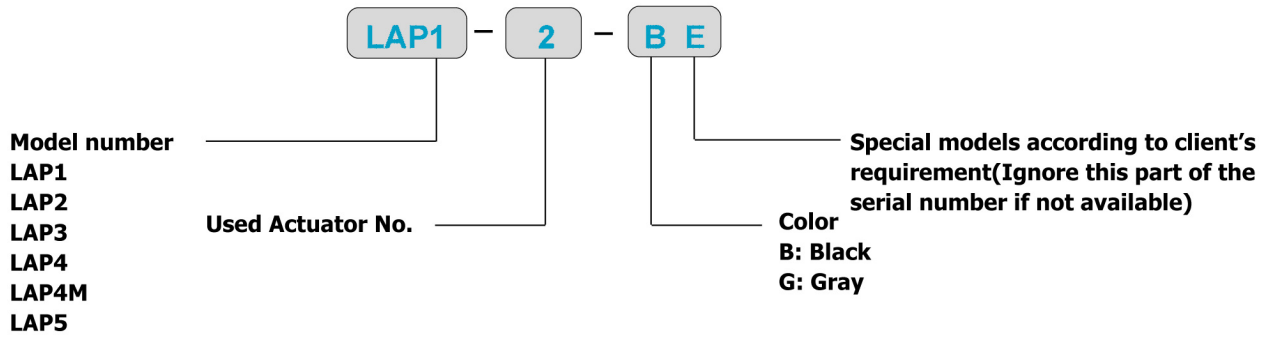 LAP1 - 2 - B E
Model number
LAP1
LAP2
LAP3
LAP4
LAP4M
LAP5
Used Actuator No.
Color
B: Black
G: Gray
Special models according to client's
requirement(Ignore this part of the
serial number if not available)